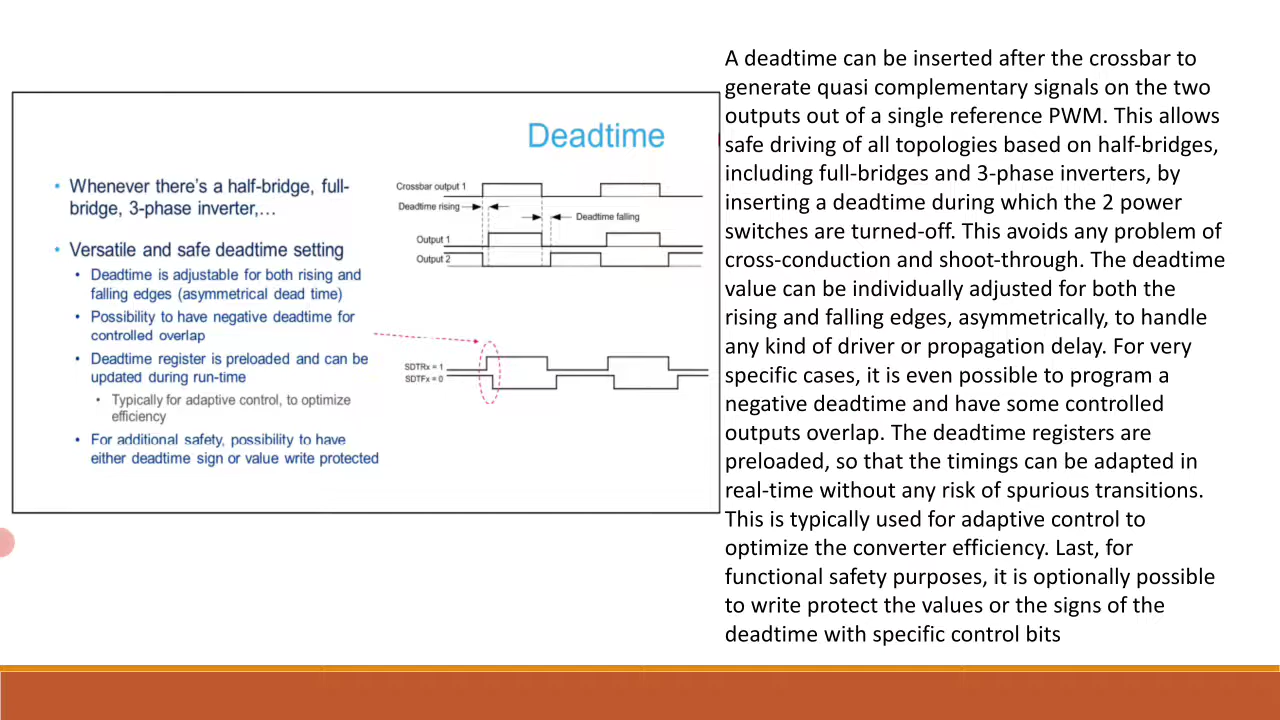 Deadtime
• Whenever there's a half-bridge, full-
bridge, 3-phase inverter,...
• Versatile and safe deadtime setting
• Deadtime is adjustable for both rising and
falling edges (asymmetrical dead time)
• Possibility to have negative deadtime for
controlled overlap
• Deadtime register is preloaded and can be
updated during run-time
• Typically for adaptive control, to optimize
efficiency
• For additional safety, possibility to have
either deadtime sign or value write protected
Crossbar output 1
Deadtime rising
Deadtime falling
Output 1
Output 2
SDTRx = 1
SDTFx = 0
A deadtime can be inserted after the crossbar to
generate quasi complementary signals on the two
outputs out of a single reference PWM. This allows
safe driving of all topologies based on half-bridges,
including full-bridges and 3-phase inverters, by
inserting a deadtime during which the 2 power
switches are turned-off. This avoids any problem of
cross-conduction and shoot-through. The deadtime
value can be individually adjusted for both the
rising and falling edges, asymmetrically, to handle
any kind of driver or propagation delay. For very
specific cases, it is even possible to program a
negative deadtime and have some controlled
outputs overlap. The deadtime registers are
preloaded, so that the timings can be adapted in
real-time without any risk of spurious transitions.
This is typically used for adaptive control to
optimize the converter efficiency. Last, for
functional safety purposes, it is optionally possible
to write protect the values or the signs of the
deadtime with specific control bits